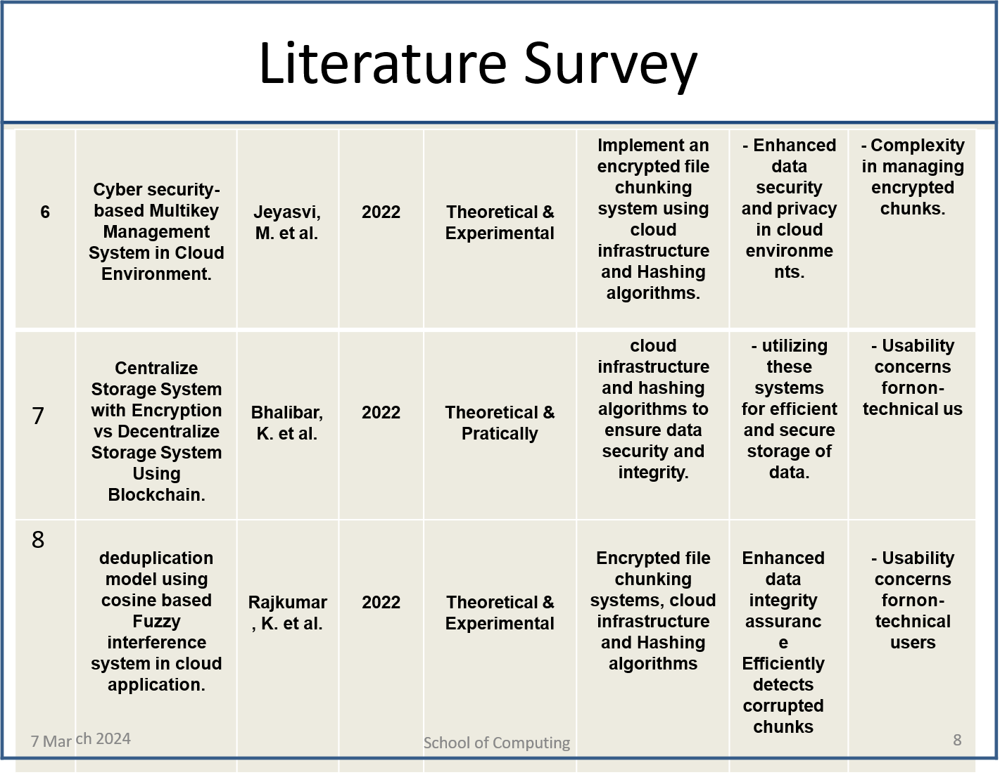 Literature Survey
6
Cyber security-
based Multikey
Management
System in Cloud
Environment.
Jeyasvi,
M. et al.
2022
Theoretical &
Experimental
Implement an
encrypted file
chunking
system using
cloud
infrastructure
and Hashing
algorithms.
- Enhanced
data
security
and privacy
in cloud
environme
nts.
- Complexity
in managing
encrypted
chunks.
7
Centralize
Storage System
with Encryption
vs Decentralize
Storage System
Using
Blockchain.
Bhalibar,
K. et al.
2022
Theoretical &
Pratically
cloud
infrastructure
and hashing
algorithms to
ensure data
security and
integrity.
- utilizing
these
systems
for efficient
and secure
storage of
data.
- Usability
concerns
fornon-
technical us
8
deduplication
model using
cosine based
Fuzzy
interference
system in cloud
application.
Rajkumar
, K. et al.
2022
Theoretical &
Experimental
Encrypted file
chunking
systems, cloud
infrastructure
and Hashing
algorithms
Enhanced
data
integrity
assuranc
e
Efficiently
detects
corrupted
chunks
- Usability
concerns
fornon-
technical
users
7 March 2024
School of Computing
8